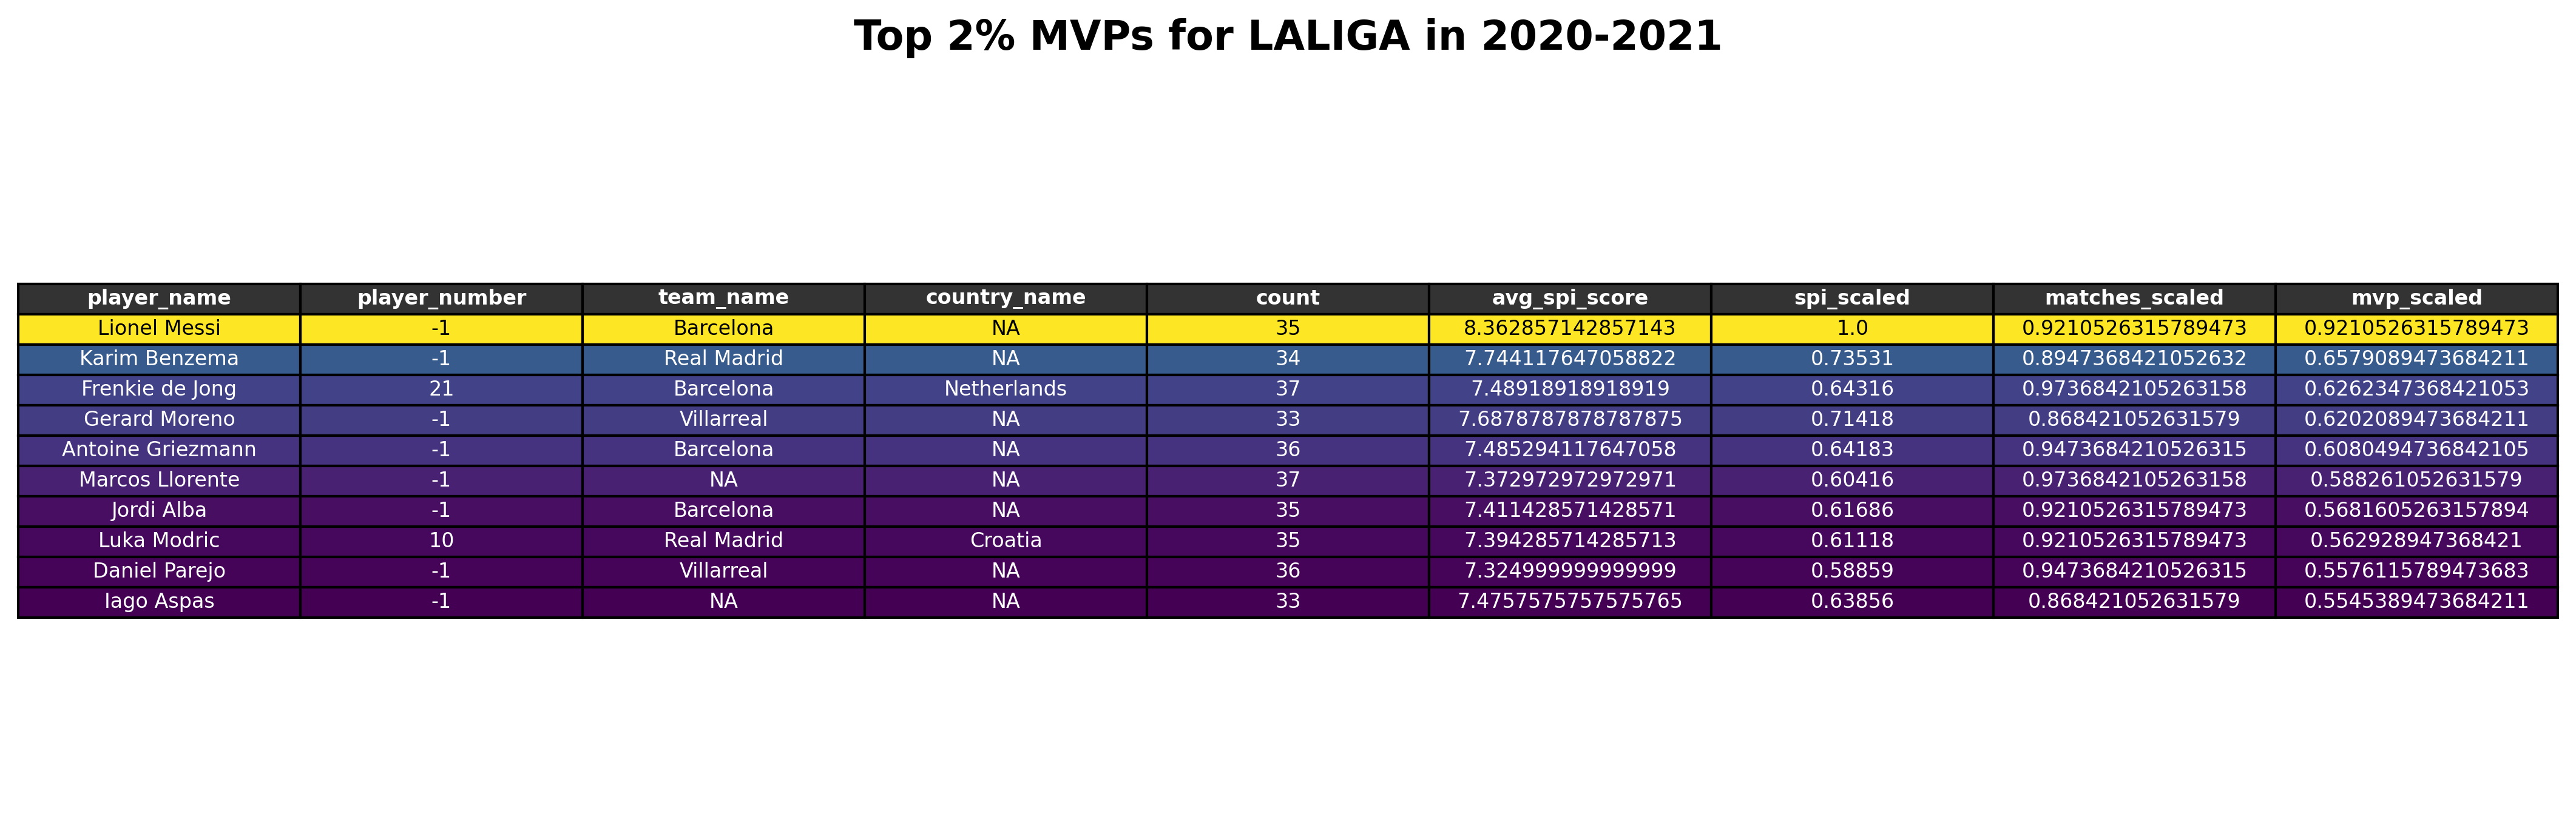 Top 2% MVPs for LALIGA in 2020-2021
player_name player_number team_name country_name count avg_spi_score spi_scaled matches_scaled mvp_scaled
Lionel Messi -1 Barcelona NA 35 8.362857142857143 1.0 0.9210526315789473 0.9210526315789473
Karim Benzema -1 Real Madrid NA 34 7.744117647058822 0.73531 0.8947368421052632 0.6579089473684211
Frenkie de Jong 21 Barcelona Netherlands 37 7.48918918918919 0.64316 0.9736842105263158 0.6262347368421053
Gerard Moreno -1 Villarreal NA 33 7.6878787878787875 0.71418 0.868421052631579 0.6202089473684211
Antoine Griezmann -1 Barcelona NA 36 7.485294117647058 0.64183 0.9473684210526315 0.6080494736842105
Marcos Llorente -1 NA NA 37 7.372972972972971 0.60416 0.9736842105263158 0.588261052631579
Jordi Alba -1 Barcelona NA 35 7.411428571428571 0.61686 0.9210526315789473 0.5681605263157894
Luka Modric 10 Real Madrid Croatia 35 7.394285714285713 0.61118 0.9210526315789473 0.562928947368421
Daniel Parejo -1 Villarreal NA 36 7.324999999999999 0.58859 0.9473684210526315 0.5576115789473683
Iago Aspas -1 NA NA 33 7.4757575757575765 0.63856 0.868421052631579 0.5545389473684211